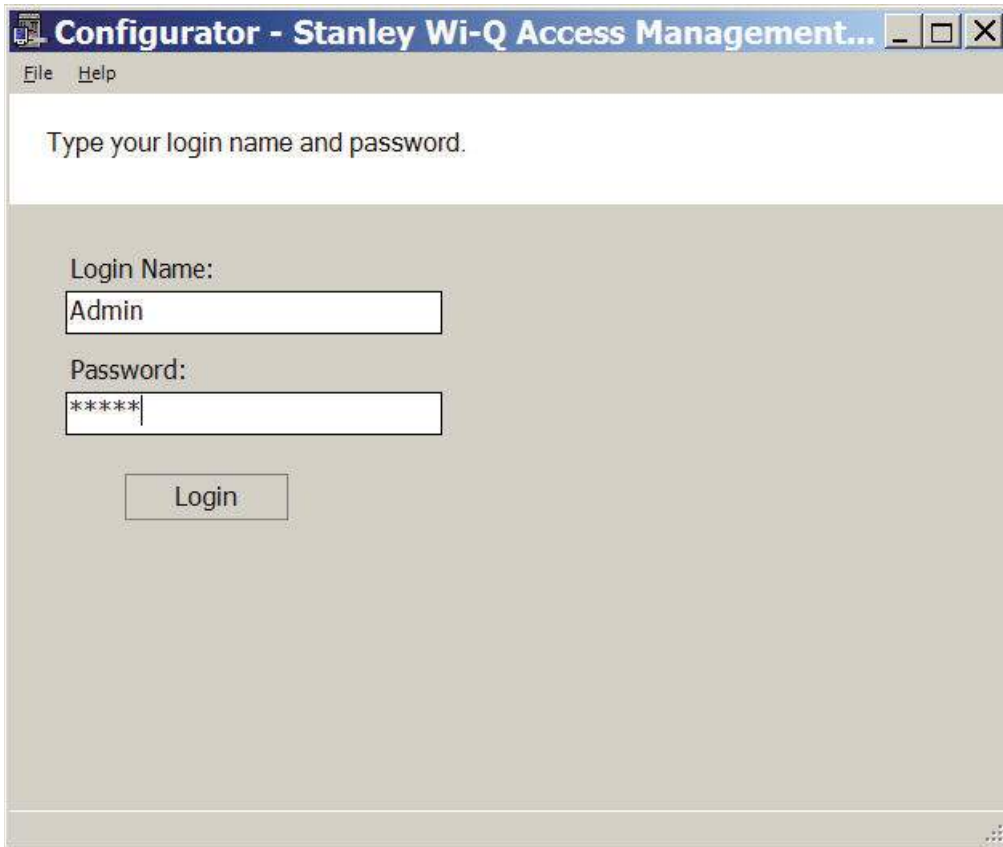 Configurator - Stanley Wi-Q Access Management...
File Help
Type your login name and password.
Login Name:
Admin
Password:
*****
Login